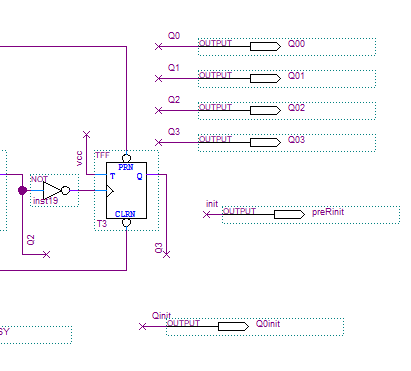 Q0 OUTPUT Q00
Q1 OUTPUT Q01
Q2 OUTPUT Q02
Q3 OUTPUT Q03
vcc
TFF
PRN
T Q
CLRN
T3
NOT
inst19
Q2
Q3
init OUTPUT preRinit
Qinit OUTPUT Q0init
SY